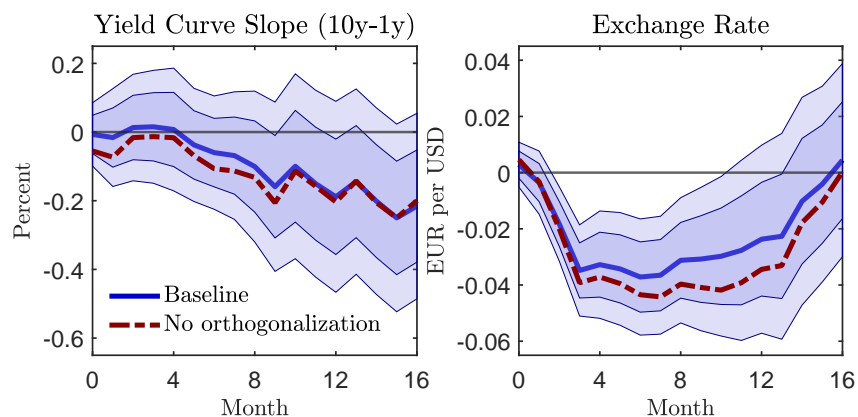 Yield Curve Slope (10y-1y)
0.2
0
-0.2
-0.4
-0.6
Percent
Baseline
No orthogonalization
0
4
8
12
16
Month
Exchange Rate
0.04
0.02
0
-0.02
-0.04
-0.06
EUR per USD
0
4
8
12
16
Month